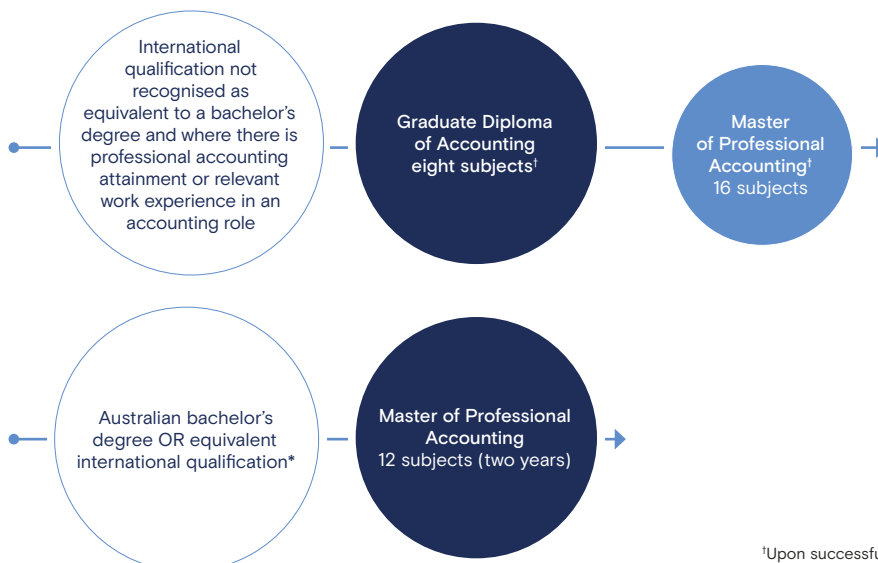 International
qualification not
recognised as
equivalent to a bachelor's
degree and where there is
professional accounting
attainment or relevant
work experience in an
accounting role
Graduate Diploma
of Accounting
eight subjects†
Master
of Professional
Accounting†
16 subjects
Australian bachelor's
degree OR equivalent
international qualification*
Master of Professional
Accounting
12 subjects (two years)
†Upon